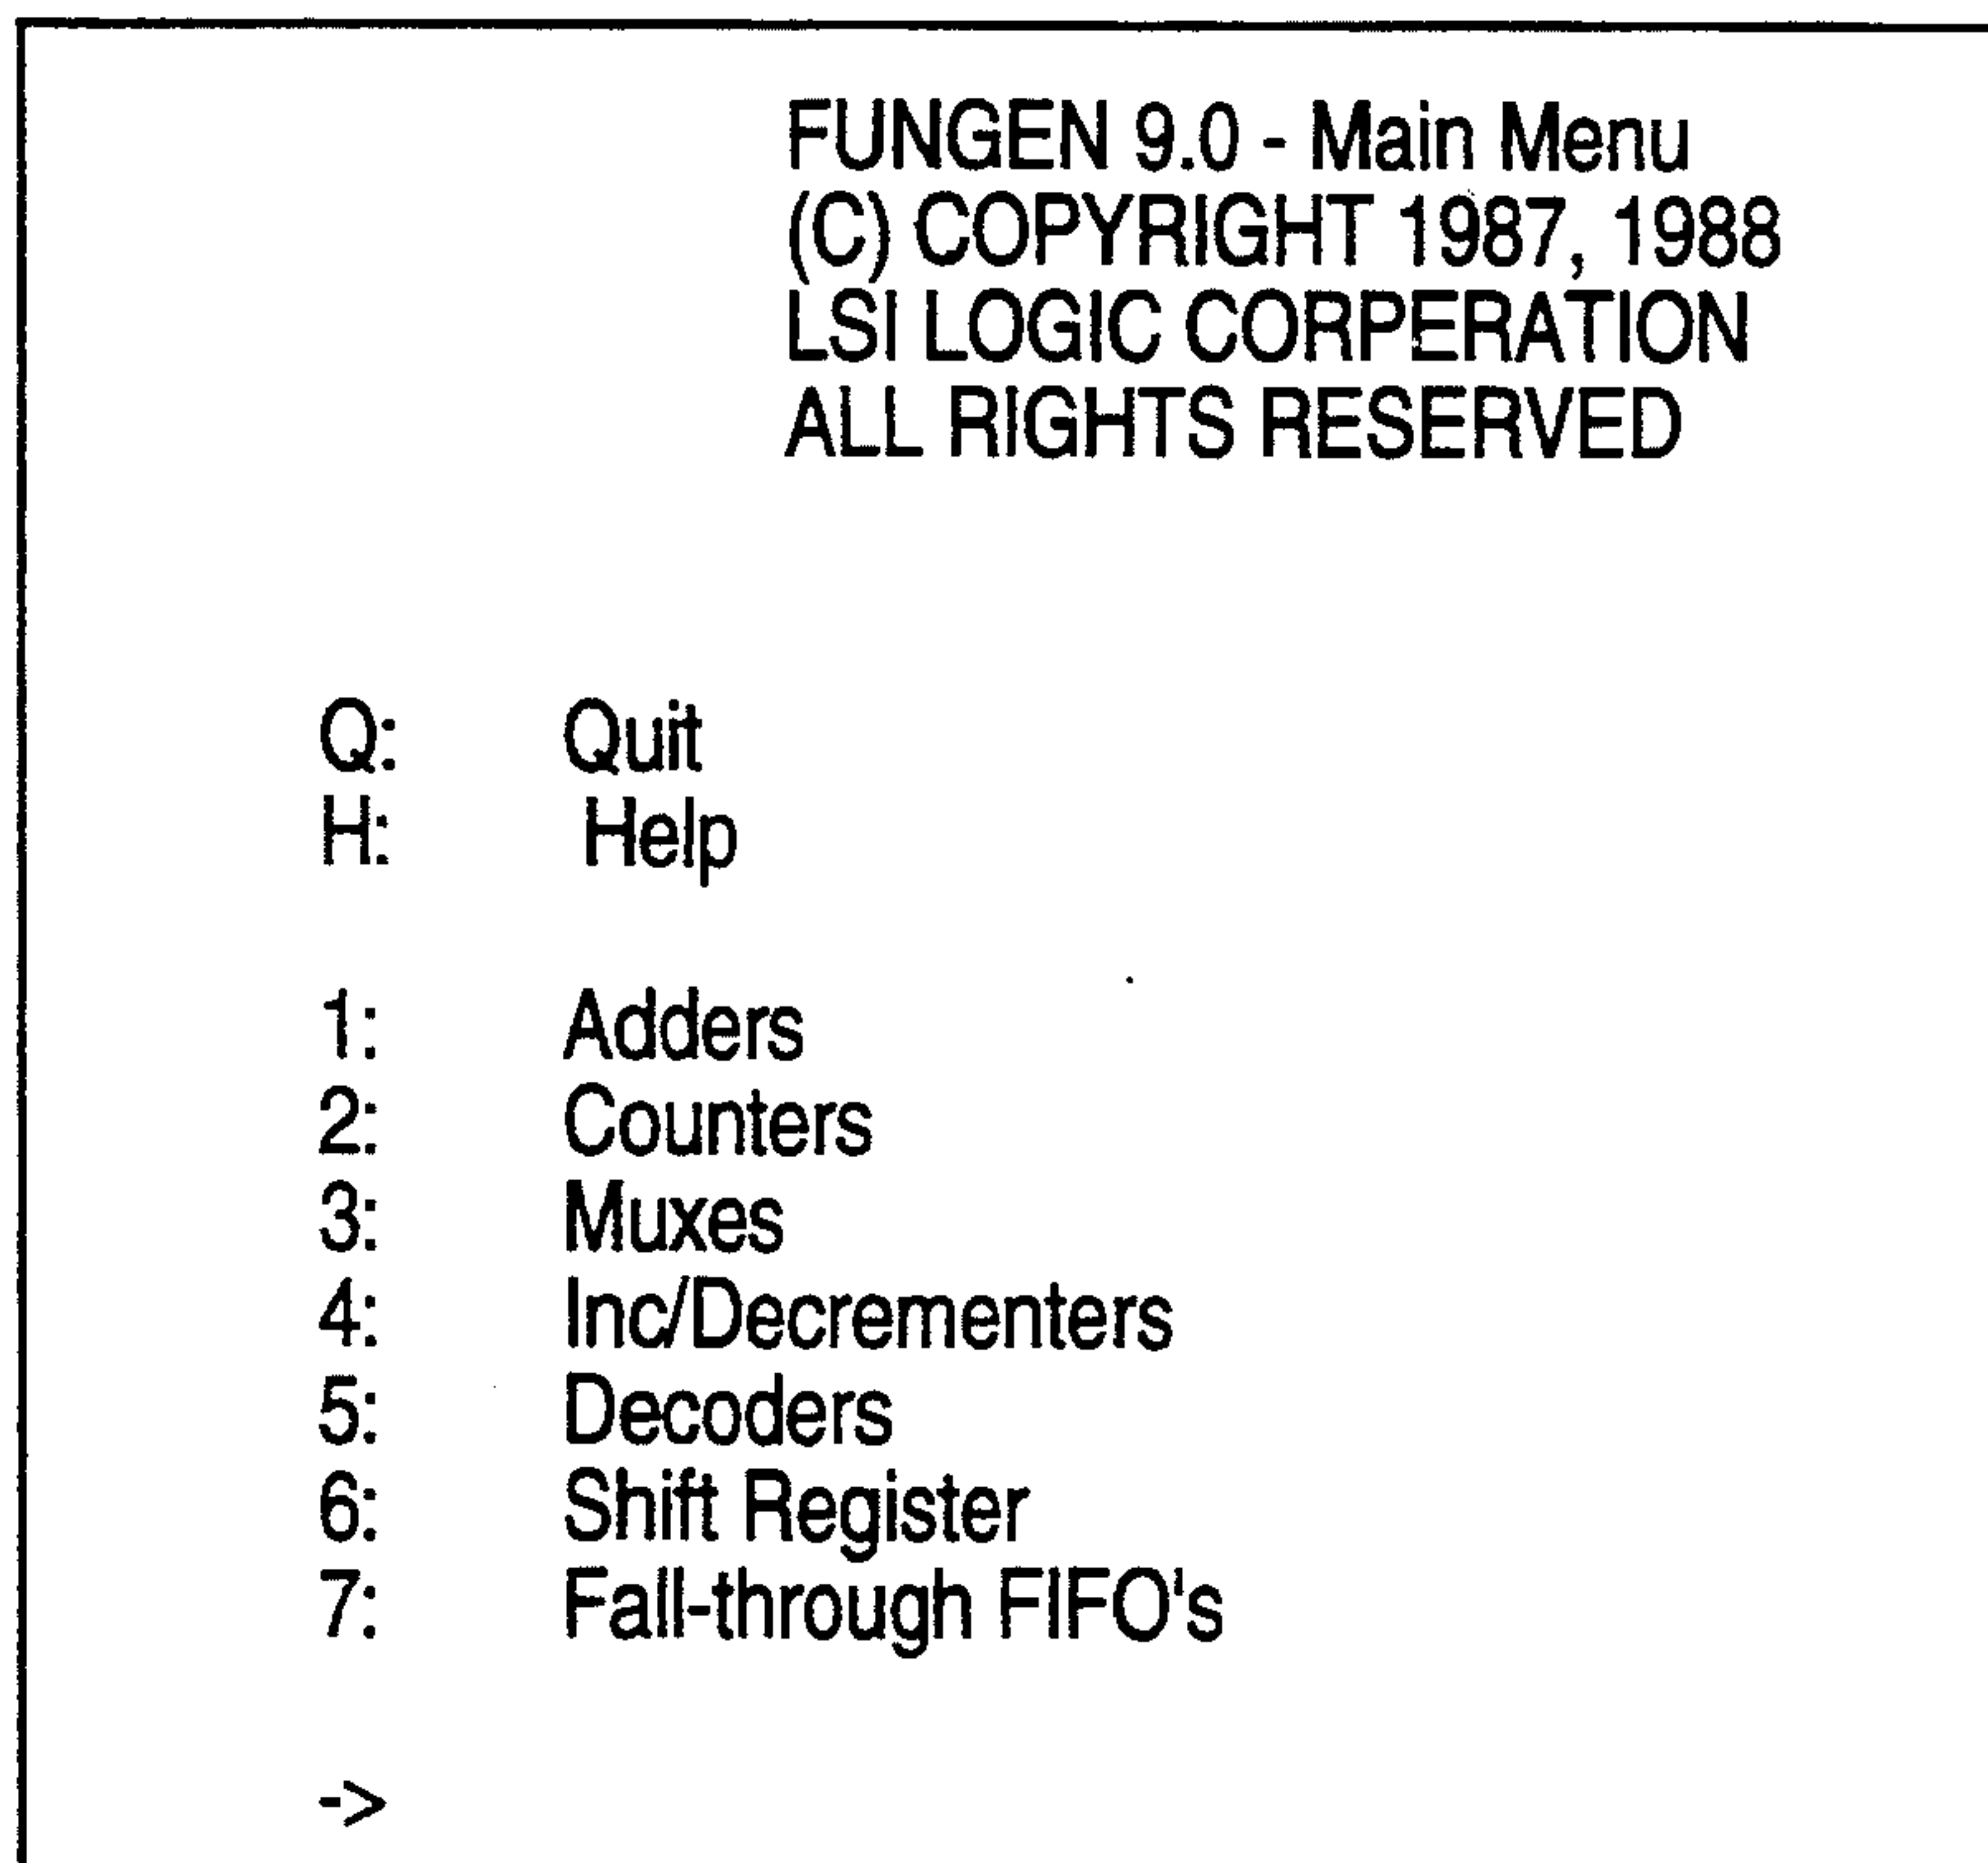 FUNGEN 9.0 - Main Menu
(C) COPYRIGHT 1987, 1988
LSI LOGIC CORPERATION
ALL RIGHTS RESERVED
Q: Quit
H: Help
1: Adders
2: Counters
3: Muxes
4: Inc/Decrementers
5: Decoders
6: Shift Register
7: Fall-through FIFO's
->